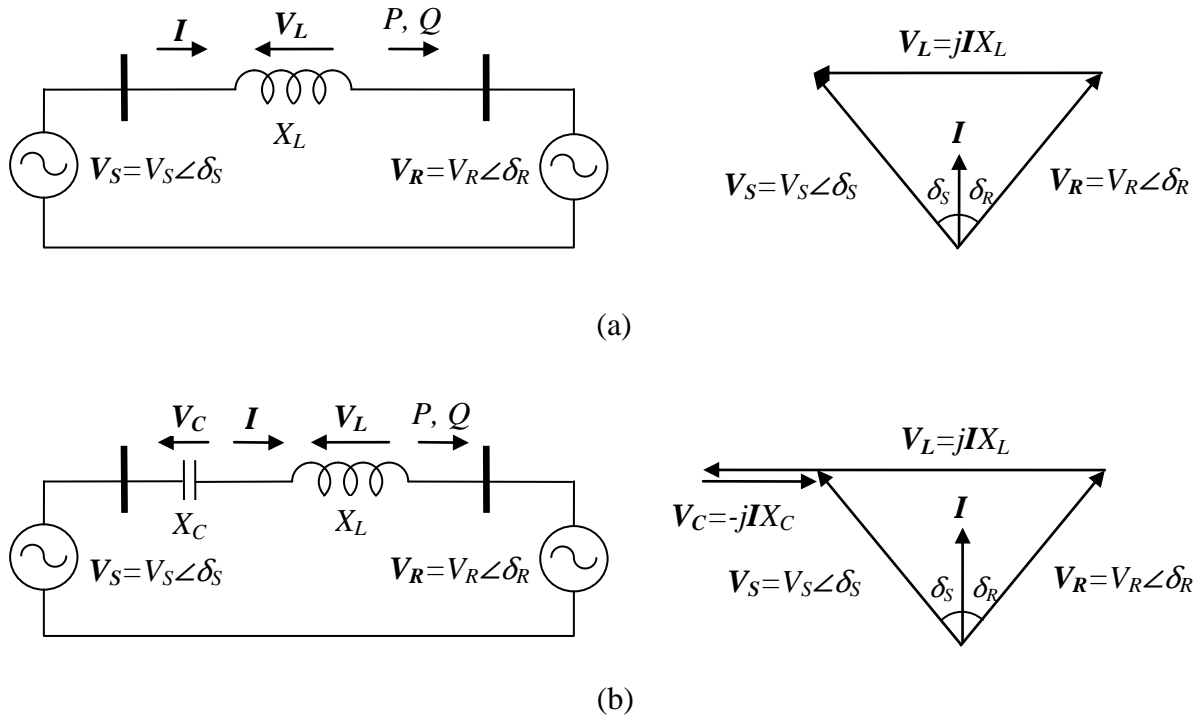 I V_L P, Q
X_L
V_S=V_S∠δ_S
V_R=V_R∠δ_R
V_L=jIX_L
I
V_S=V_S∠δ_S
δ_S δ_R
V_R=V_R∠δ_R
(a)
V_C I V_L P, Q
X_C X_L
V_S=V_S∠δ_S
V_R=V_R∠δ_R
V_L=jIX_L
V_C=-jIX_C
I
V_S=V_S∠δ_S
δ_S δ_R
V_R=V_R∠δ_R
(b)